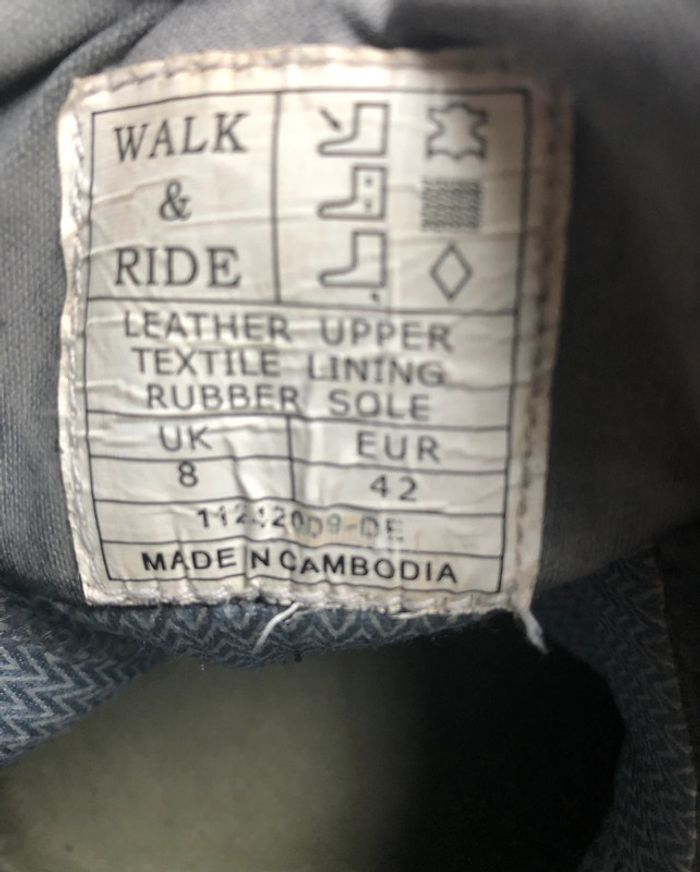 WALK
&
RIDE
LEATHER UPPER
TEXTILE LINING
RUBBER SOLE
UK EUR
8 42
MADE N CAMBODIA